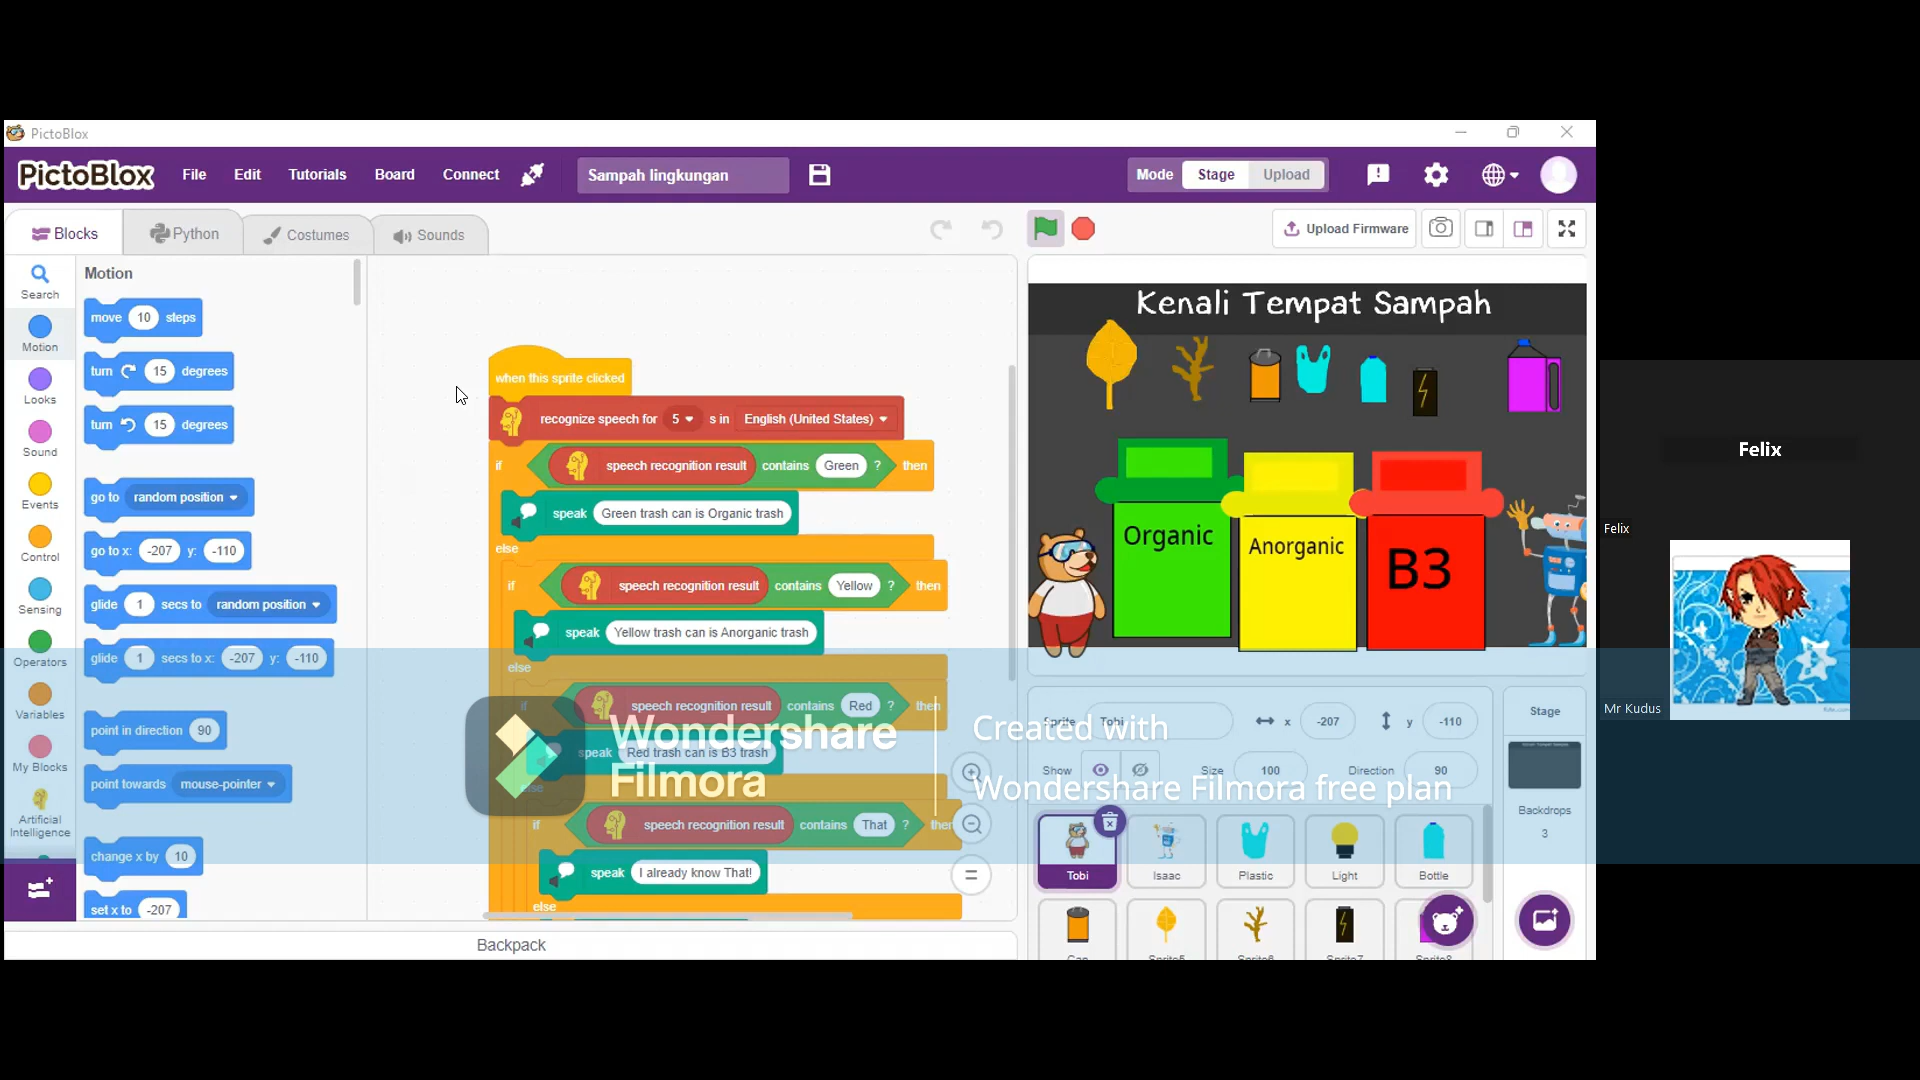 PictoBlox
PictoBlox File Edit Tutorials Board Connect Sampah lingkungan Mode Stage Upload
Blocks Python Costumes Sounds Upload Firmware
Search
Motion
Looks
Sound
Events
Control
Sensing
Operators
Variables
My Blocks
Artificial
Intelligence
Motion
move 10 steps
turn 15 degrees
turn 15 degrees
go to random position
go to x: -207 y: -110
glide 1 secs to random position
glide 1 secs to x: -207 y: -110
point in direction 90
point towards mouse-pointer
change x by 10
set x to -207
when this sprite clicked
recognize speech for 5 s in English (United States)
if speech recognition result contains Green ? then
speak Green trash can is Organic trash
else
if speech recognition result contains Yellow ? then
speak Yellow trash can is Anorganic trash
else
if speech recognition result contains Red ? then
speak Red trash can is B3 trash
else
if speech recognition result contains That ? then
speak I already know That!
else
Backpack
Kenali Tempat Sampah
Organic
Anorganic
B3
Sprite Tobi x -207 y -110
Show Size 100 Direction 90
Tobi Isaac Plastic Light Bottle
Can Sprite5 Sprite6 Sprite7 Sprite8
Stage
Backdrops
3
Wondershare
Filmora
Created with
Wondershare Filmora free plan
Felix
Felix
Mr Kudus